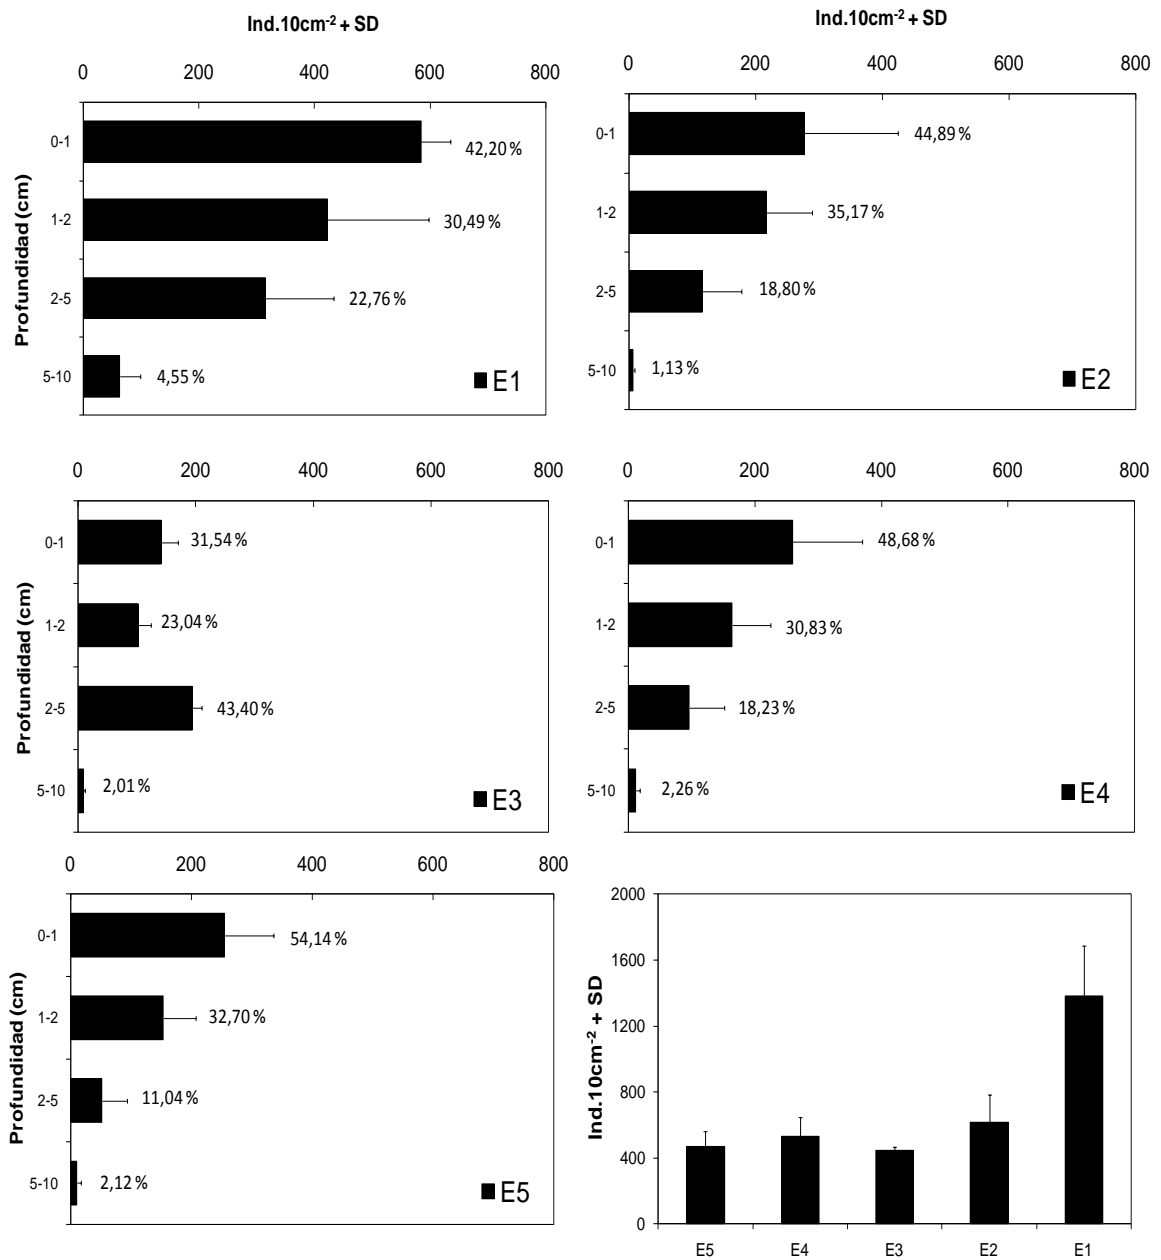 Ind.10cm⁻² + SD
0 200 400 600 800
Profundidad (cm)
0-1 42,20 %
1-2 30,49 %
2-5 22,76 %
5-10 4,55 %
E1
Ind.10cm⁻² + SD
0 200 400 600 800
0-1 44,89 %
1-2 35,17 %
2-5 18,80 %
5-10 1,13 %
E2
0 200 400 600 800
Profundidad (cm)
0-1 31,54 %
1-2 23,04 %
2-5 43,40 %
5-10 2,01 %
E3
0 200 400 600 800
0-1 48,68 %
1-2 30,83 %
2-5 18,23 %
5-10 2,26 %
E4
0 200 400 600 800
Profundidad (cm)
0-1 54,14 %
1-2 32,70 %
2-5 11,04 %
5-10 2,12 %
E5
Ind.10cm⁻² + SD
2000
1600
1200
800
400
0
E5 E4 E3 E2 E1